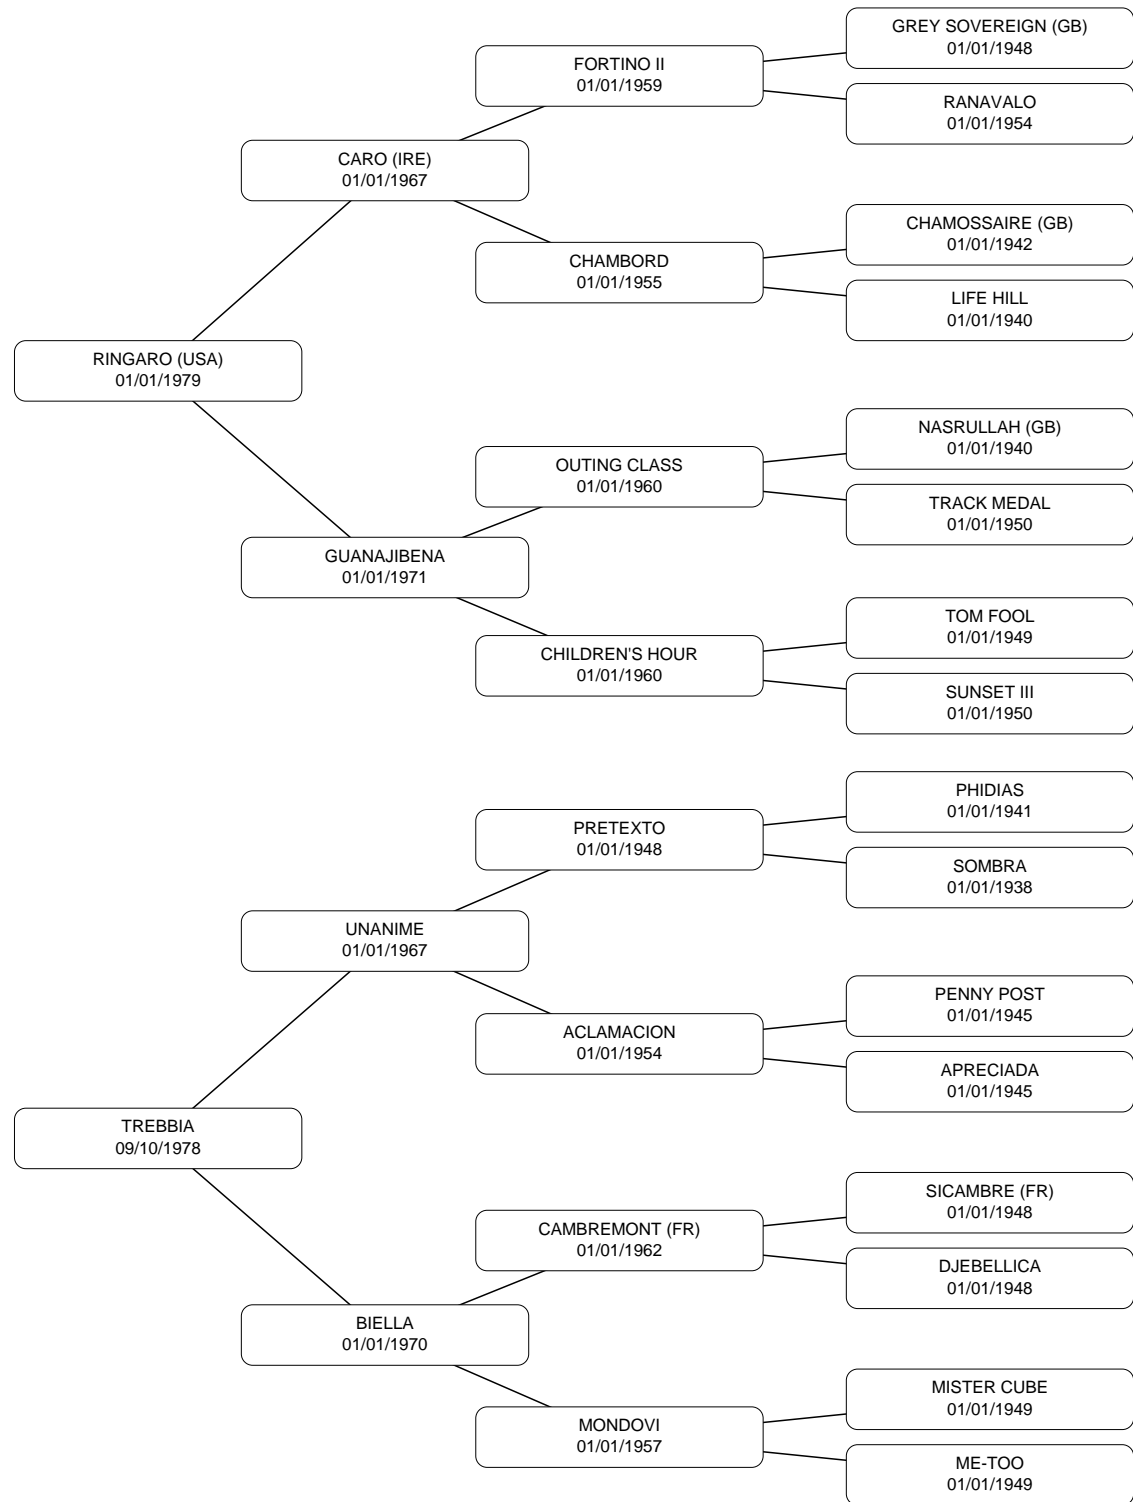 GREY SOVEREIGN (GB)
01/01/1948
FORTINO II
01/01/1959
RANAVALO
01/01/1954
CARO (IRE)
01/01/1967
CHAMOSSAIRE (GB)
01/01/1942
CHAMBORD
01/01/1955
LIFE HILL
01/01/1940
RINGARO (USA)
01/01/1979
NASRULLAH (GB)
01/01/1940
OUTING CLASS
01/01/1960
TRACK MEDAL
01/01/1950
GUANAJIBENA
01/01/1971
TOM FOOL
01/01/1949
CHILDREN'S HOUR
01/01/1960
SUNSET III
01/01/1950
PHIDIAS
01/01/1941
PRETEXTO
01/01/1948
SOMBRA
01/01/1938
UNANIME
01/01/1967
PENNY POST
01/01/1945
ACLAMACION
01/01/1954
APRECIADA
01/01/1945
TREBBIA
09/10/1978
SICAMBRE (FR)
01/01/1948
CAMBREMONT (FR)
01/01/1962
DJEBELLICA
01/01/1948
BIELLA
01/01/1970
MISTER CUBE
01/01/1949
MONDOVI
01/01/1957
ME-TOO
01/01/1949